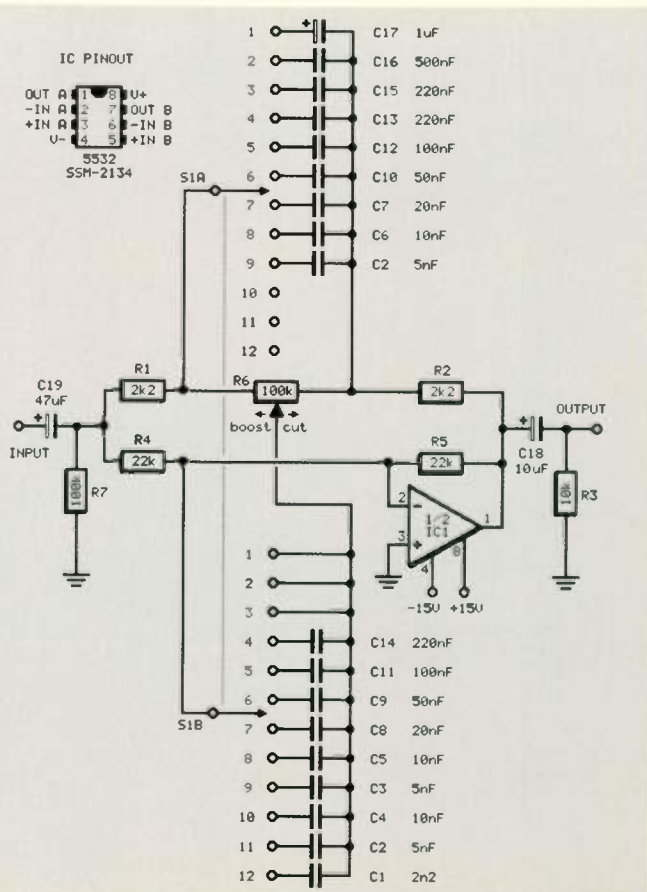 1 C17 1uF
2 C16 500nF
3 C15 220nF
4 C13 220nF
5 C12 100nF
6 C10 50nF
7 C7 20nF
8 C6 10nF
9 C2 5nF
10
11
12
IC PINOUT
OUT A 1 8 V+
-IN A 2 7 OUT B
+IN A 3 6 -IN B
V- 4 5 +IN B
5532
SSM-2134
S1A
C19
47uF
INPUT
R1
2k2
R6
100k
boost cut
R2
2k2
R4
22k
R5
22k
R7
100k
2 -
3 +
1/2
IC1
1
4
8
-15V +15V
C18
10uF
OUTPUT
R3
10k
S1B
1
2
3
4 C14 220nF
5 C11 100nF
6 C9 50nF
7 C8 20nF
8 C5 10nF
9 C3 5nF
10 C4 10nF
11 C2 5nF
12 C1 2n2